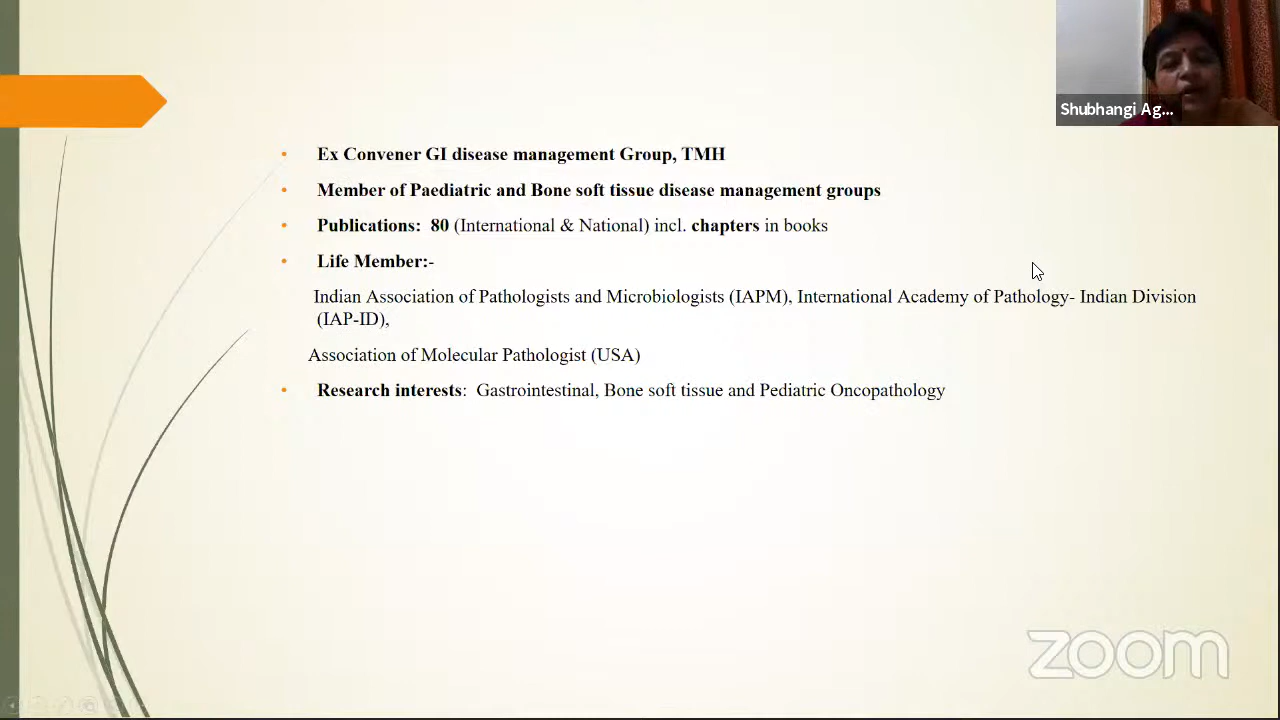 Shubhangi Ag...
Ex Convener GI disease management Group, TMH
Member of Paediatric and Bone soft tissue disease management groups
Publications: 80 (International & National) incl. chapters in books
Life Member:-
Indian Association of Pathologists and Microbiologists (IAPM), International Academy of Pathology- Indian Division
(IAP-ID),
Association of Molecular Pathologist (USA)
Research interests: Gastrointestinal, Bone soft tissue and Pediatric Oncopathology
zoom